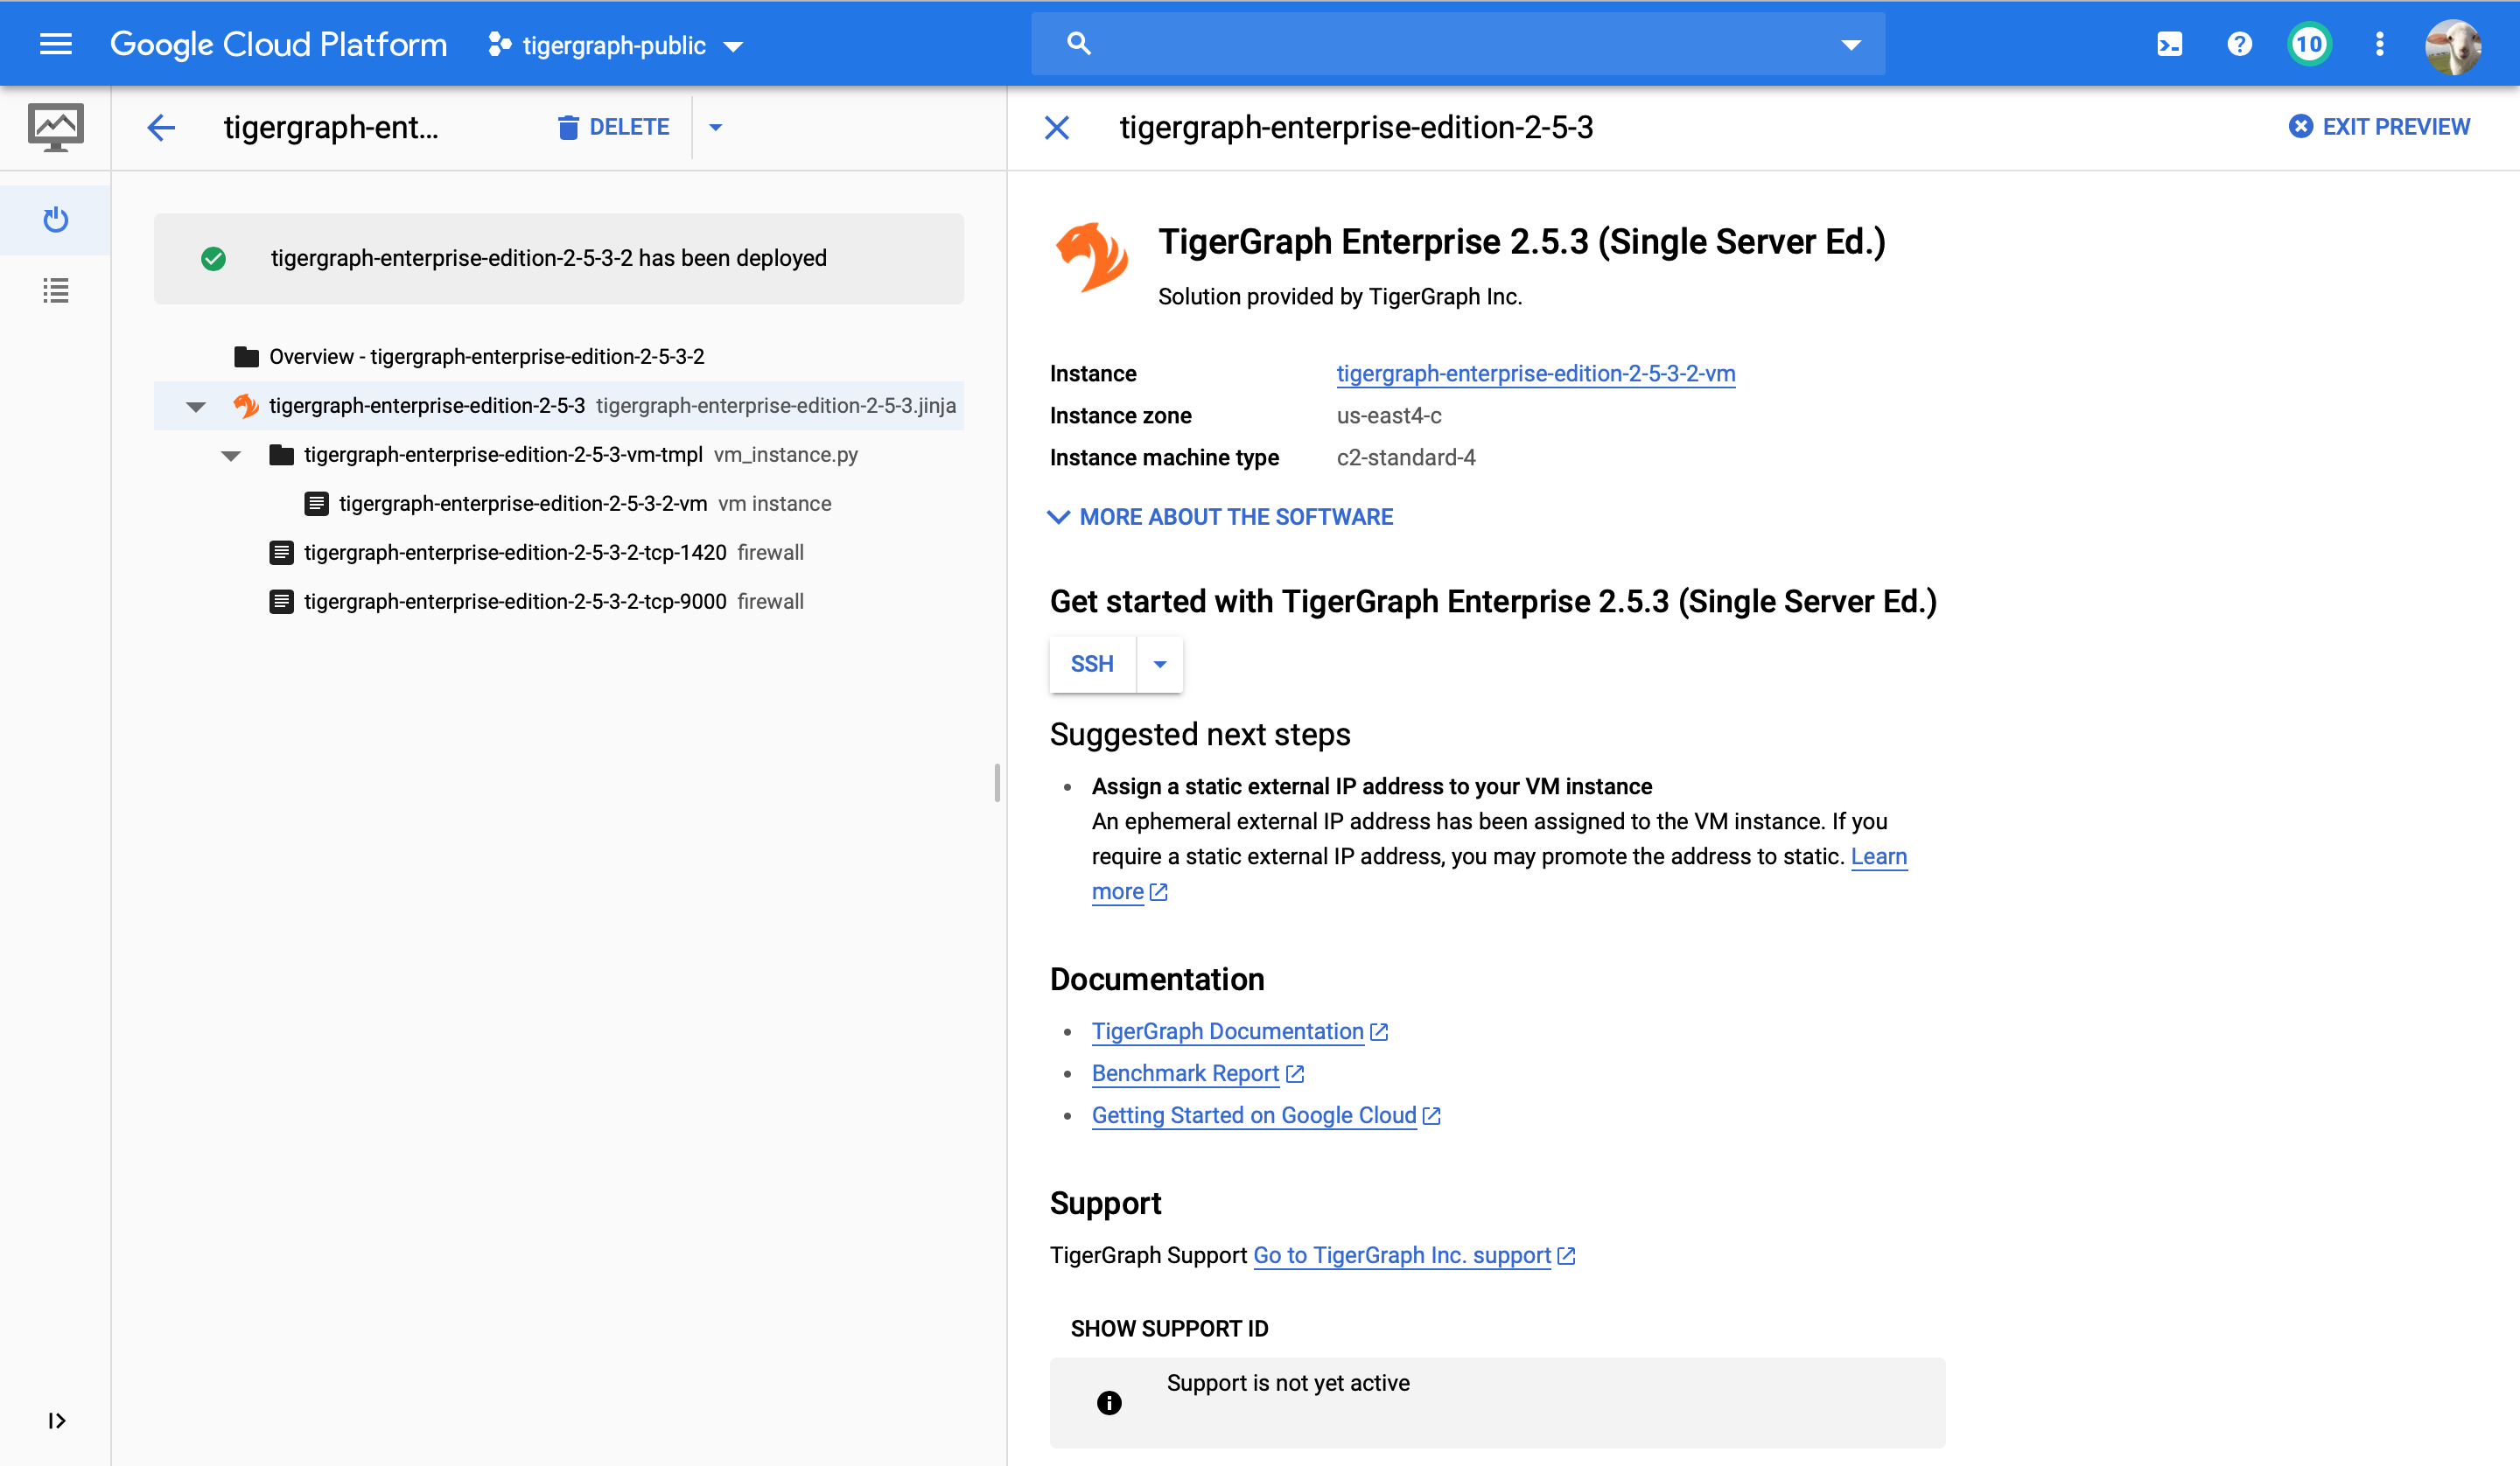 Google Cloud Platform
tigergraph-public
10
tigergraph-ent...
DELETE
tigergraph-enterprise-edition-2-5-3
EXIT PREVIEW
tigergraph-enterprise-edition-2-5-3-2 has been deployed
Overview - tigergraph-enterprise-edition-2-5-3-2
tigergraph-enterprise-edition-2-5-3 tigergraph-enterprise-edition-2-5-3.jinja
tigergraph-enterprise-edition-2-5-3-vm-tmpl vm_instance.py
tigergraph-enterprise-edition-2-5-3-2-vm vm instance
tigergraph-enterprise-edition-2-5-3-2-tcp-1420 firewall
tigergraph-enterprise-edition-2-5-3-2-tcp-9000 firewall
TigerGraph Enterprise 2.5.3 (Single Server Ed.)
Solution provided by TigerGraph Inc.
Instance tigergraph-enterprise-edition-2-5-3-2-vm
Instance zone us-east4-c
Instance machine type c2-standard-4
MORE ABOUT THE SOFTWARE
Get started with TigerGraph Enterprise 2.5.3 (Single Server Ed.)
SSH
Suggested next steps
• Assign a static external IP address to your VM instance
An ephemeral external IP address has been assigned to the VM instance. If you
require a static external IP address, you may promote the address to static. Learn
more
Documentation
• TigerGraph Documentation
• Benchmark Report
• Getting Started on Google Cloud
Support
TigerGraph Support Go to TigerGraph Inc. support
SHOW SUPPORT ID
Support is not yet active